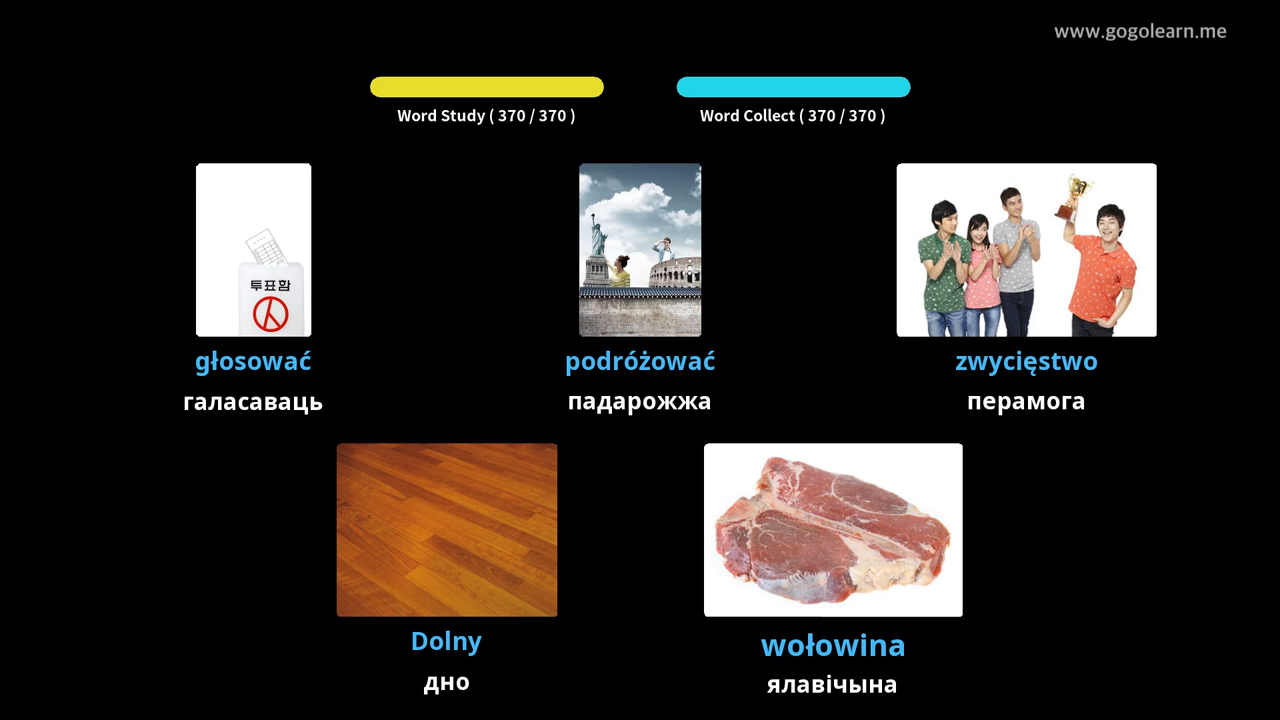 www.gogolearn.me
Word Study ( 370 / 370 )
Word Collect ( 370 / 370 )
투표함
głosować
podróżować
zwycięstwo
галасаваць
падарожжа
перамога
Dolny
wołowina
дно
ялавічына